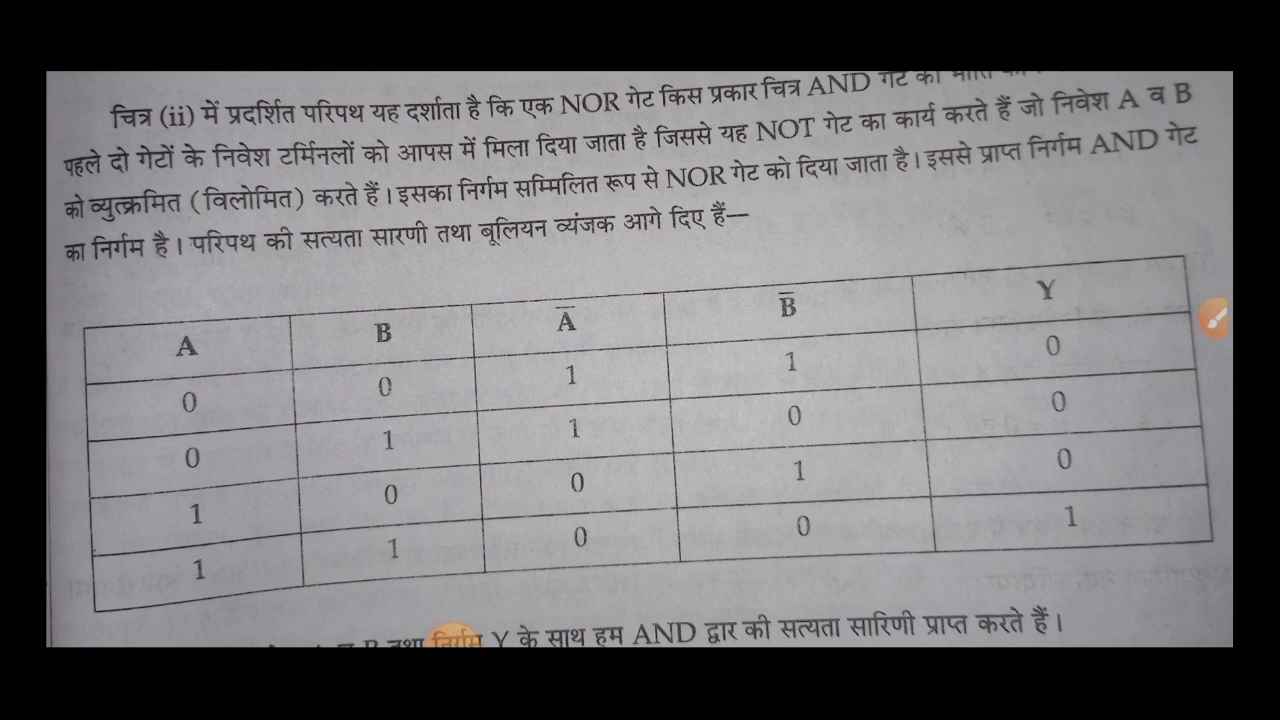 चित्र (ii) में प्रदर्शित परिपथ यह दर्शाता है कि एक NOR गेट किस प्रकार चित्र AND गेट की भाँति
पहले दो गेटों के निवेश टर्मिनलों को आपस में मिला दिया जाता है जिससे यह NOT गेट का कार्य करते हैं जो निवेश A व B
को व्युत्क्रमित (विलोमित) करते हैं। इसका निर्गम सम्मिलित रूप से NOR गेट को दिया जाता है। इससे प्राप्त निर्गम AND गेट
का निर्गम है। परिपथ की सत्यता सारणी तथा बूलियन व्यंजक आगे दिए हैं—
A B A̅ B̅ Y
0 0 1 1 0
0 1 1 0 0
1 0 0 1 0
1 1 0 0 1
B तथा निर्गम Y के साथ हम AND द्वार की सत्यता सारिणी प्राप्त करते हैं।